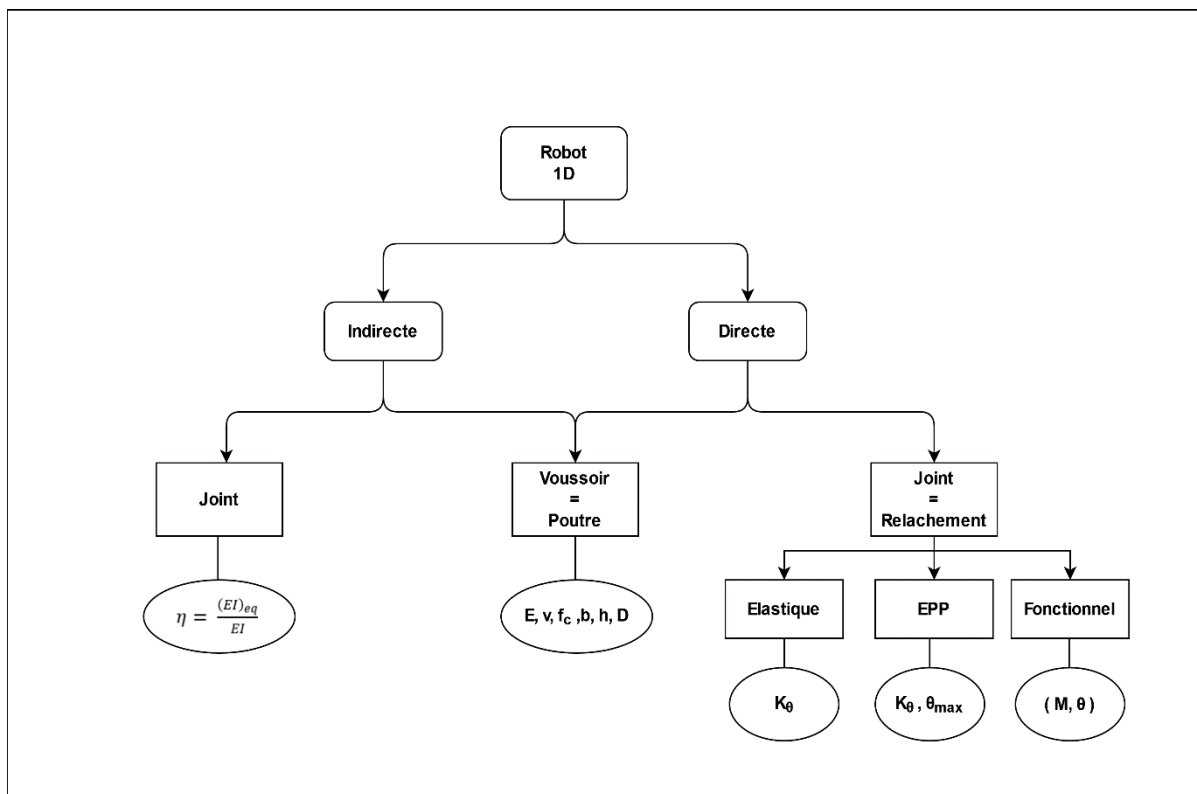 Robot
1D
Indirecte
Directe
Joint
Voussoir
=
Poutre
Joint
=
Relachement
η = (EI)eq / EI
E, v, fc ,b, h, D
Elastique
EPP
Fonctionnel
Kθ
Kθ , θmax
( M, θ )